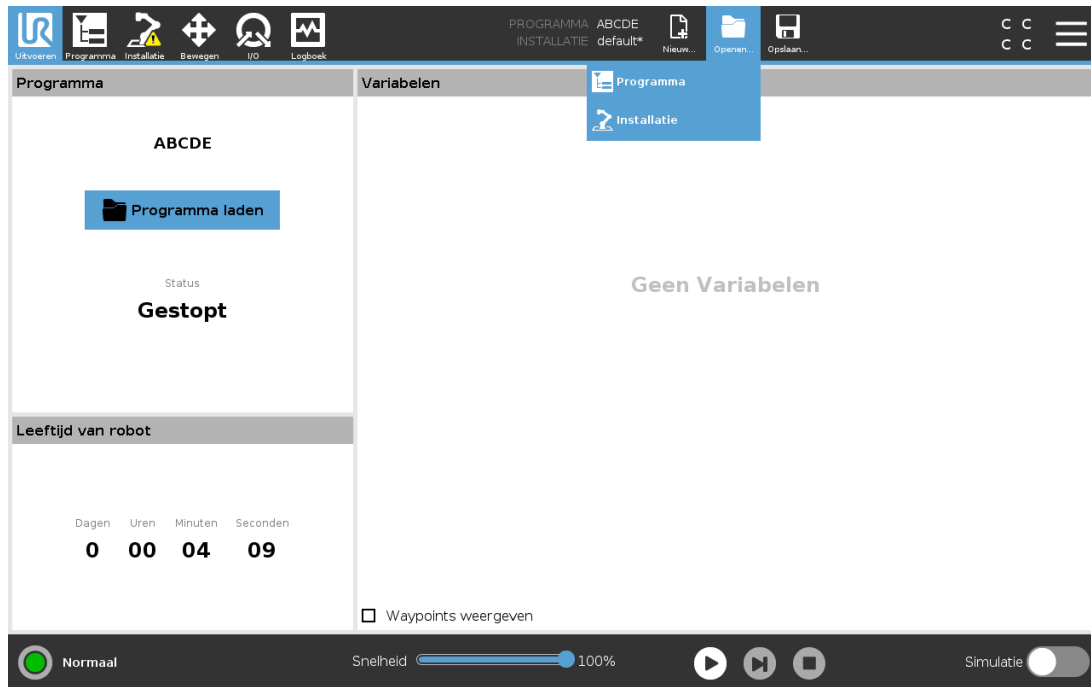 UR
PROGRAMMA ABCDE
INSTALLATIE default*
C C
C C
Uitvoeren Programma Installatie Bewegen I/O Logboek Nieuw... Openen... Opslaan...
Programma
Variabelen
Programma
Installatie
ABCDE
Programma laden
Status
Gestopt
Geen Variabelen
Leeftijd van robot
Dagen Uren Minuten Seconden
0 00 04 09
Waypoints weergeven
Normaal
Snelheid 100%
Simulatie